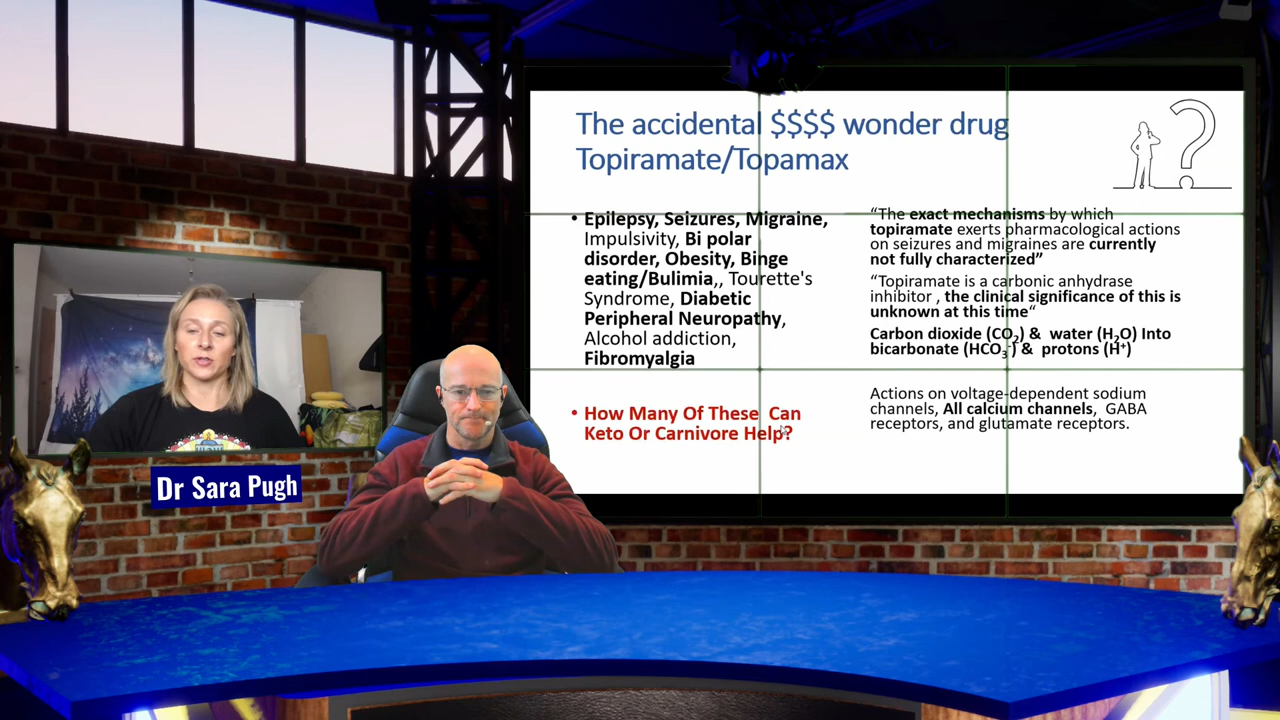 The accidental $$$$ wonder drug
Topiramate/Topamax
• Epilepsy, Seizures, Migraine,
Impulsivity, Bi polar
disorder, Obesity, Binge
eating/Bulimia,, Tourette's
Syndrome, Diabetic
Peripheral Neuropathy,
Alcohol addiction,
Fibromyalgia
• How Many Of These Can
Keto Or Carnivore Help?
“The exact mechanisms by which
topiramate exerts pharmacological actions
on seizures and migraines are currently
not fully characterized”
“Topiramate is a carbonic anhydrase
inhibitor , the clinical significance of this is
unknown at this time“
Carbon dioxide (CO₂) & water (H₂O) Into
bicarbonate (HCO₃⁻) & protons (H⁺)
Actions on voltage-dependent sodium
channels, All calcium channels, GABA
receptors, and glutamate receptors.
Dr Sara Pugh